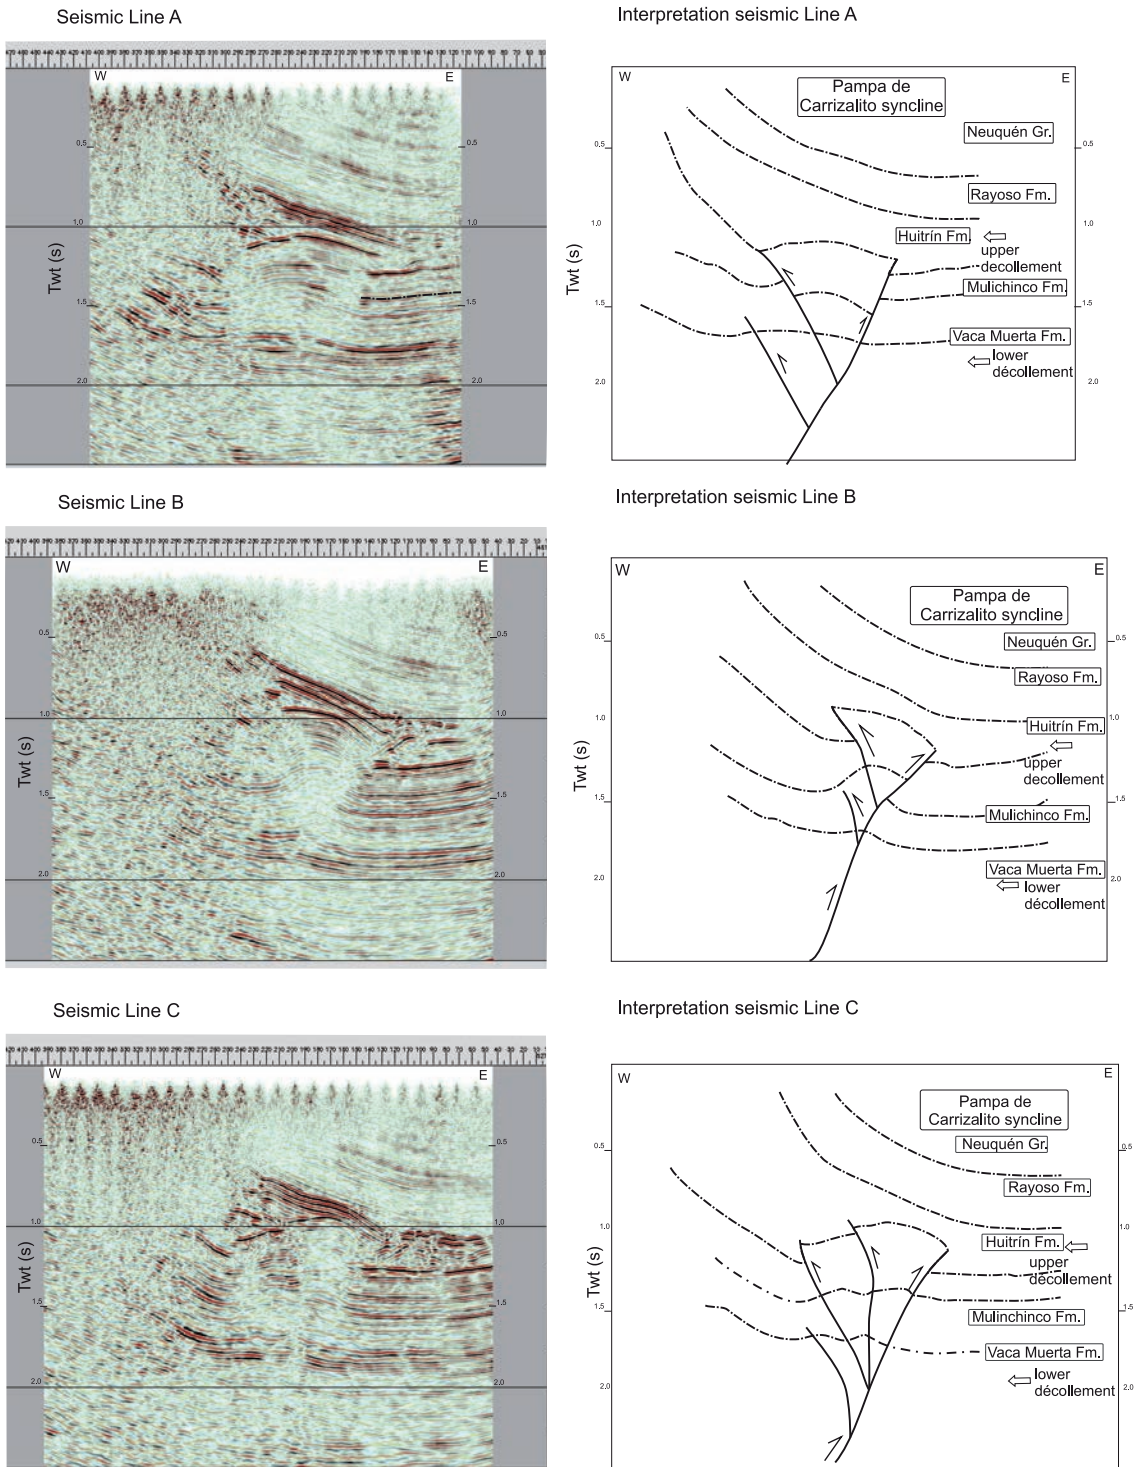 Seismic Line A
Interpretation seismic Line A
W
E
0.5
0.5
1.0
1.0
1.5
1.5
2.0
2.0
Twt (s)
W
E
Pampa de
Carrizalito syncline
Neuquén Gr.
Rayoso Fm.
Huitrín Fm.
upper
decollement
Mulichinco Fm.
Vaca Muerta Fm.
lower
décollement
0.5
0.5
1.0
1.0
1.5
1.5
2.0
2.0
Twt (s)
Seismic Line B
Interpretation seismic Line B
W
E
0.5
1.0
1.0
1.5
2.0
2.0
Twt (s)
W
E
Pampa de
Carrizalito syncline
Neuquén Gr.
Rayoso Fm.
Huitrín Fm.
upper
decollement
Mulichinco Fm.
Vaca Muerta Fm.
lower
décollement
0.5
0.5
1.0
1.0
1.5
1.5
2.0
2.0
Twt (s)
Seismic Line C
Interpretation seismic Line C
W
E
0.5
1.0
1.0
1.5
2.0
2.0
Twt (s)
W
E
Pampa de
Carrizalito syncline
Neuquén Gr.
Rayoso Fm.
Huitrín Fm.
upper
décollement
Mulinchinco Fm.
Vaca Muerta Fm.
lower
décollement
0.5
0.5
1.0
1.0
1.5
1.5
2.0
2.0
Twt (s)